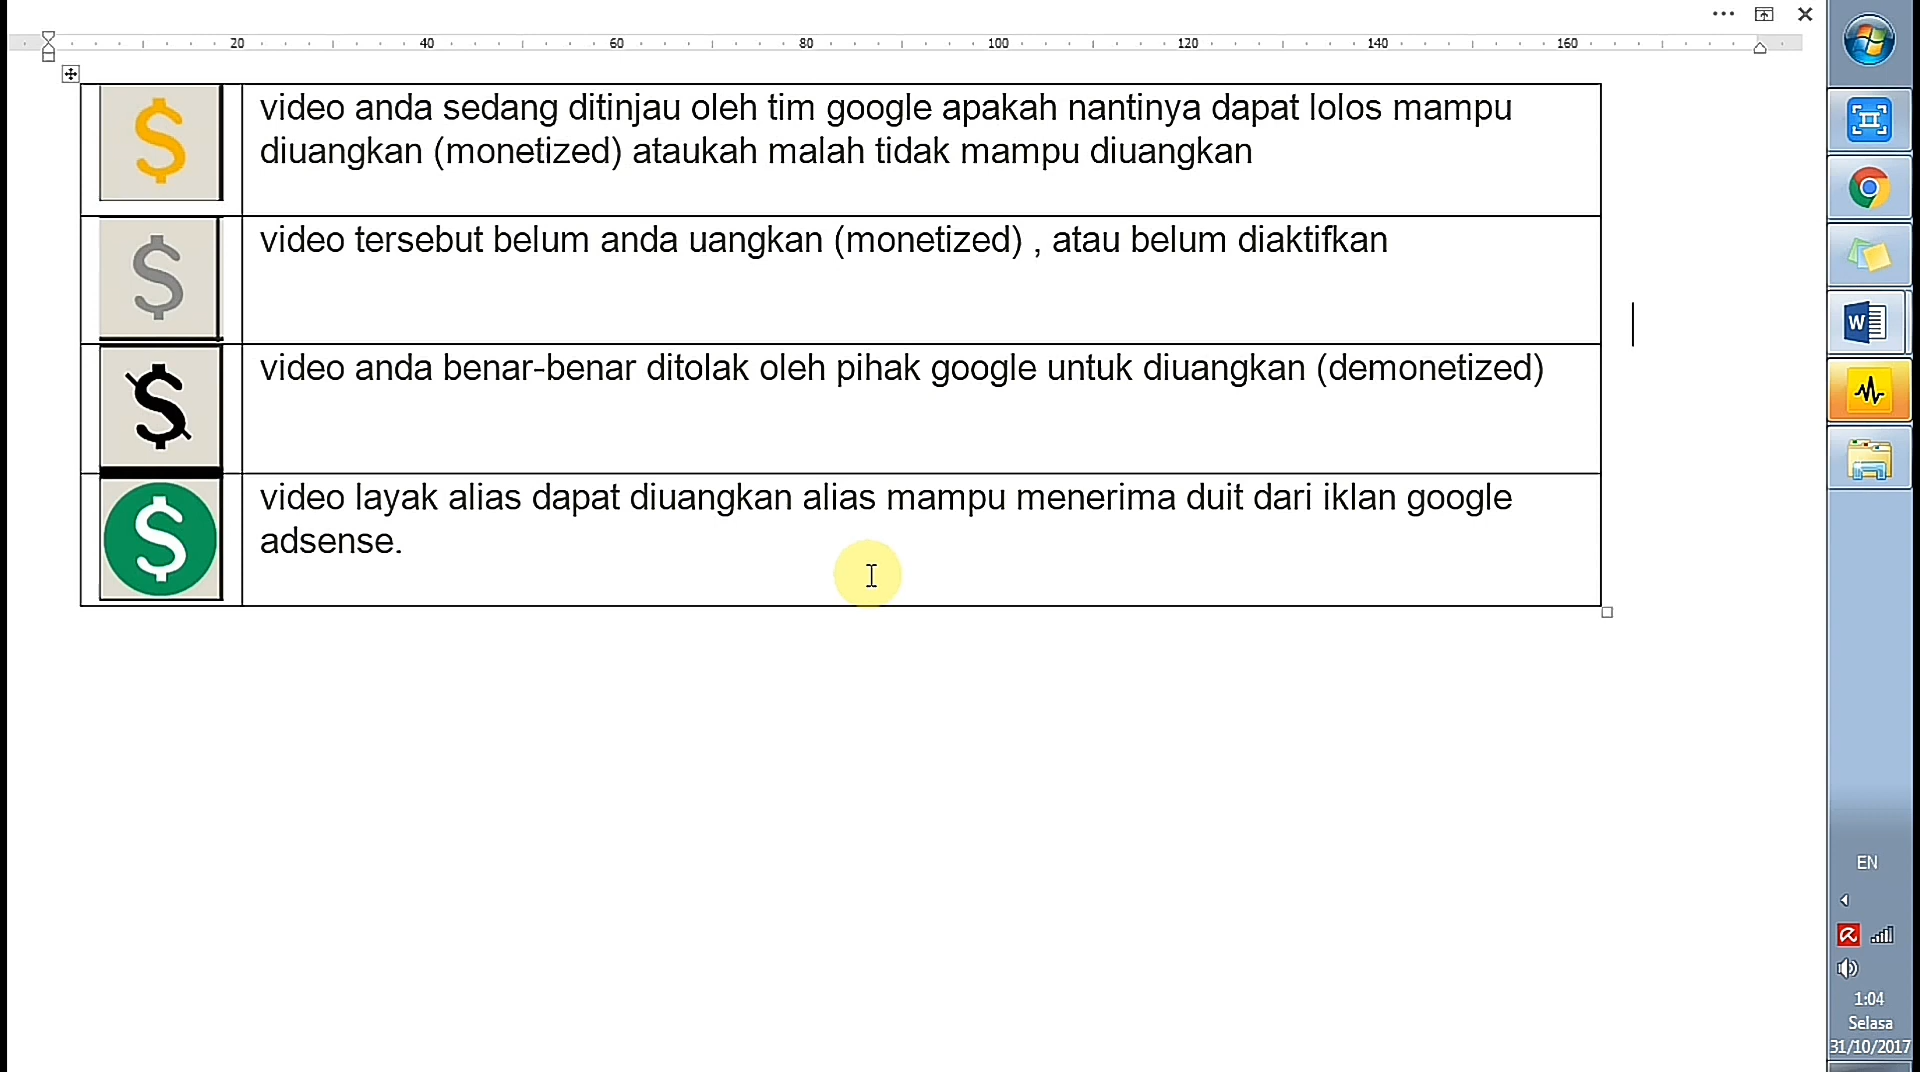 20 40 60 80 100 120 140 160
$ video anda sedang ditinjau oleh tim google apakah nantinya dapat lolos mampu
diuangkan (monetized) ataukah malah tidak mampu diuangkan
$ video tersebut belum anda uangkan (monetized) , atau belum diaktifkan
$ video anda benar-benar ditolak oleh pihak google untuk diuangkan (demonetized)
$ video layak alias dapat diuangkan alias mampu menerima duit dari iklan google
adsense.
W
EN
1:04
Selasa
31/10/2017